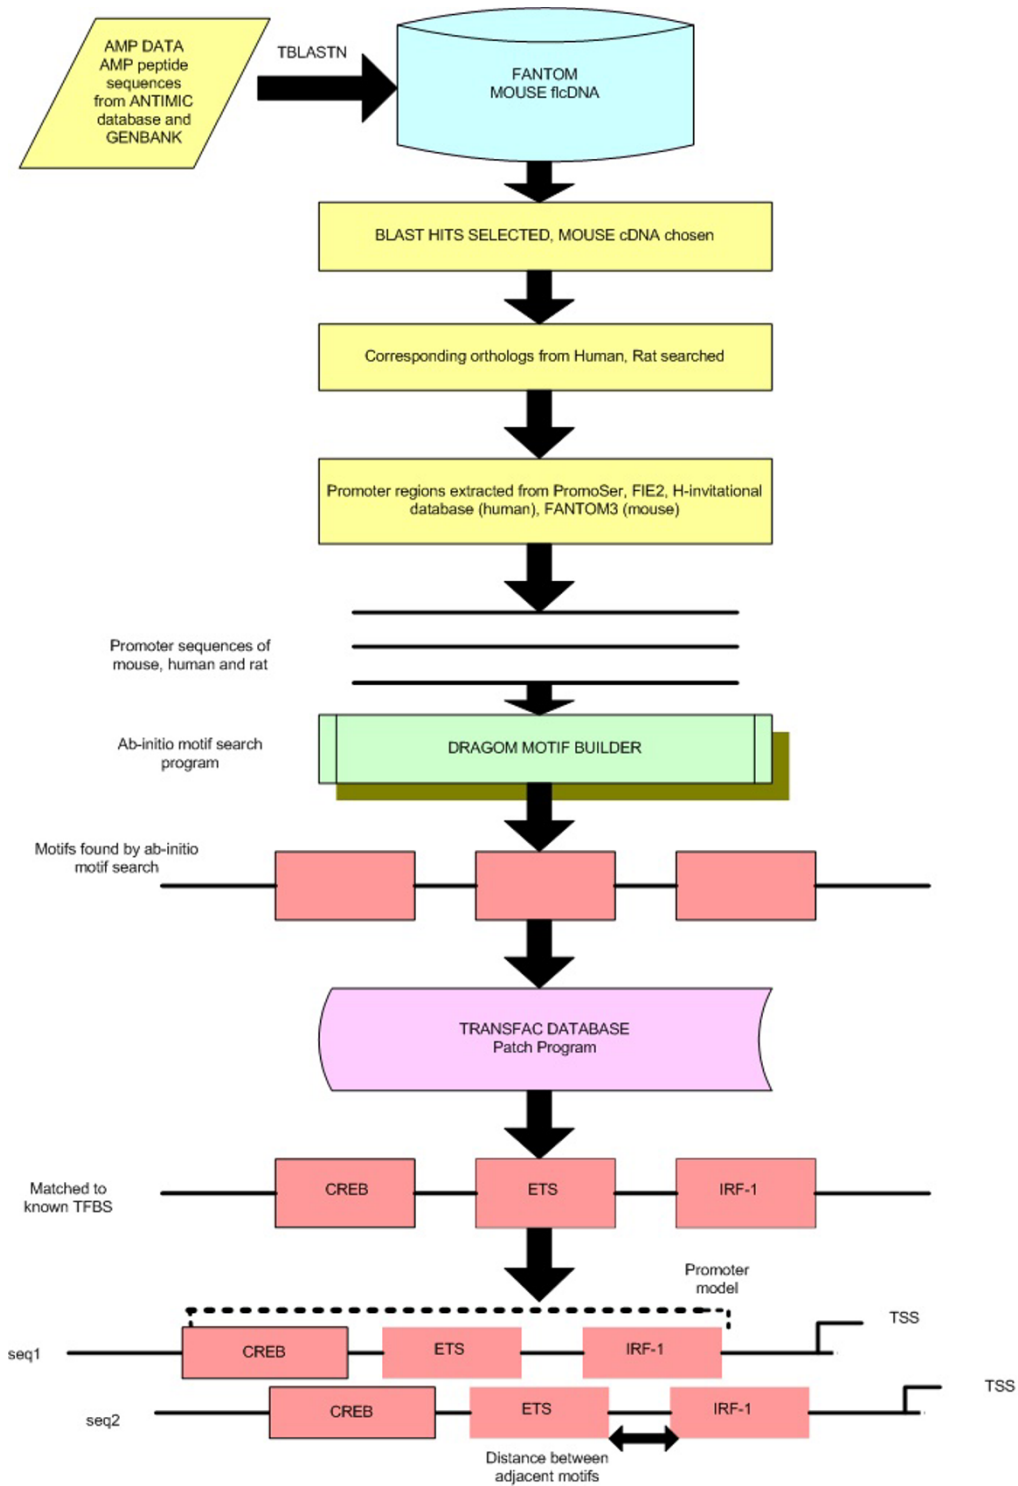 AMP DATA
AMP peptide
sequences
from ANTIMIC
database and
GENBANK
TBLASTN
FANTOM
MOUSE flcDNA
BLAST HITS SELECTED, MOUSE cDNA chosen
Corresponding orthologs from Human, Rat searched
Promoter regions extracted from PromoSer, FIE2, H-invitational
database (human), FANTOM3 (mouse)
Promoter sequences of
mouse, human and rat
Ab-initio motif search
program
DRAGOM MOTIF BUILDER
Motifs found by ab-initio
motif search
TRANSFAC DATABASE
Patch Program
Matched to
known TFBS
CREB
ETS
IRF-1
Promoter
model
seq1
CREB
ETS
IRF-1
TSS
seq2
CREB
ETS
IRF-1
TSS
Distance between
adjacent motifs